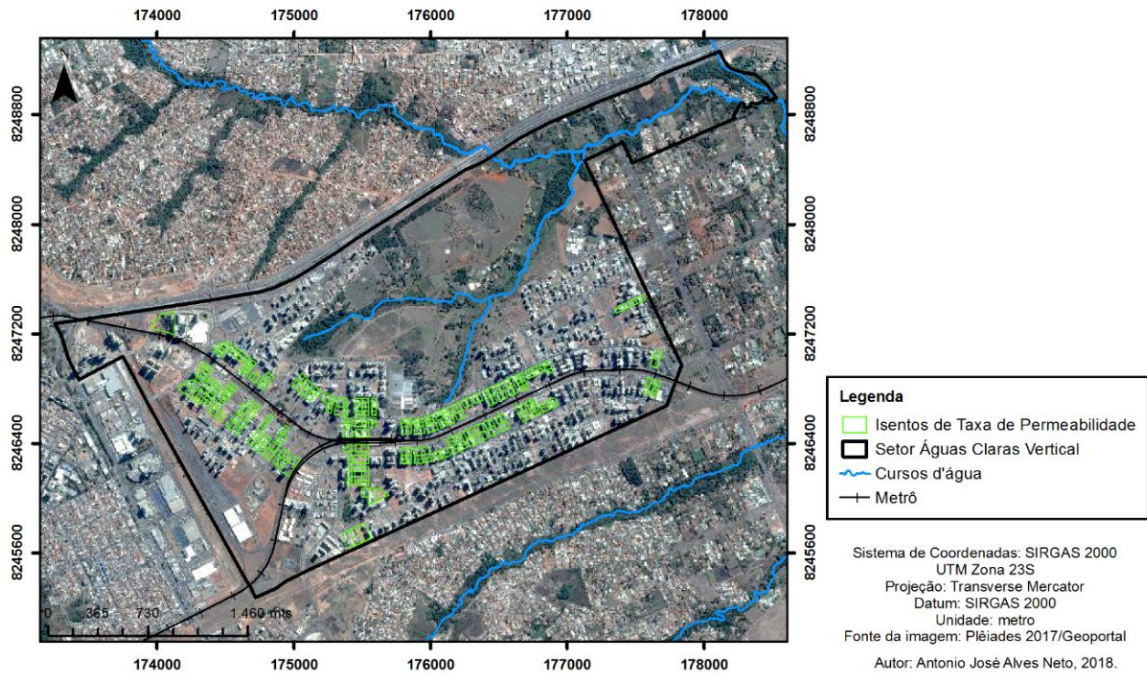 174000 175000 176000 177000 178000
8248800 8248800
8248000 8248000
8247200 8247200
8246400 8246400
8245600 8245600
0 365 730 1.460 mts
174000 175000 176000 177000 178000
Legenda
Isentos de Taxa de Permeabilidade
Setor Águas Claras Vertical
Cursos d'água
Metrô
Sistema de Coordenadas: SIRGAS 2000
UTM Zona 23S
Projeção: Transverse Mercator
Datum: SIRGAS 2000
Unidade: metro
Fonte da imagem: Plêiades 2017/Geoportal
Autor: Antonio José Alves Neto, 2018.